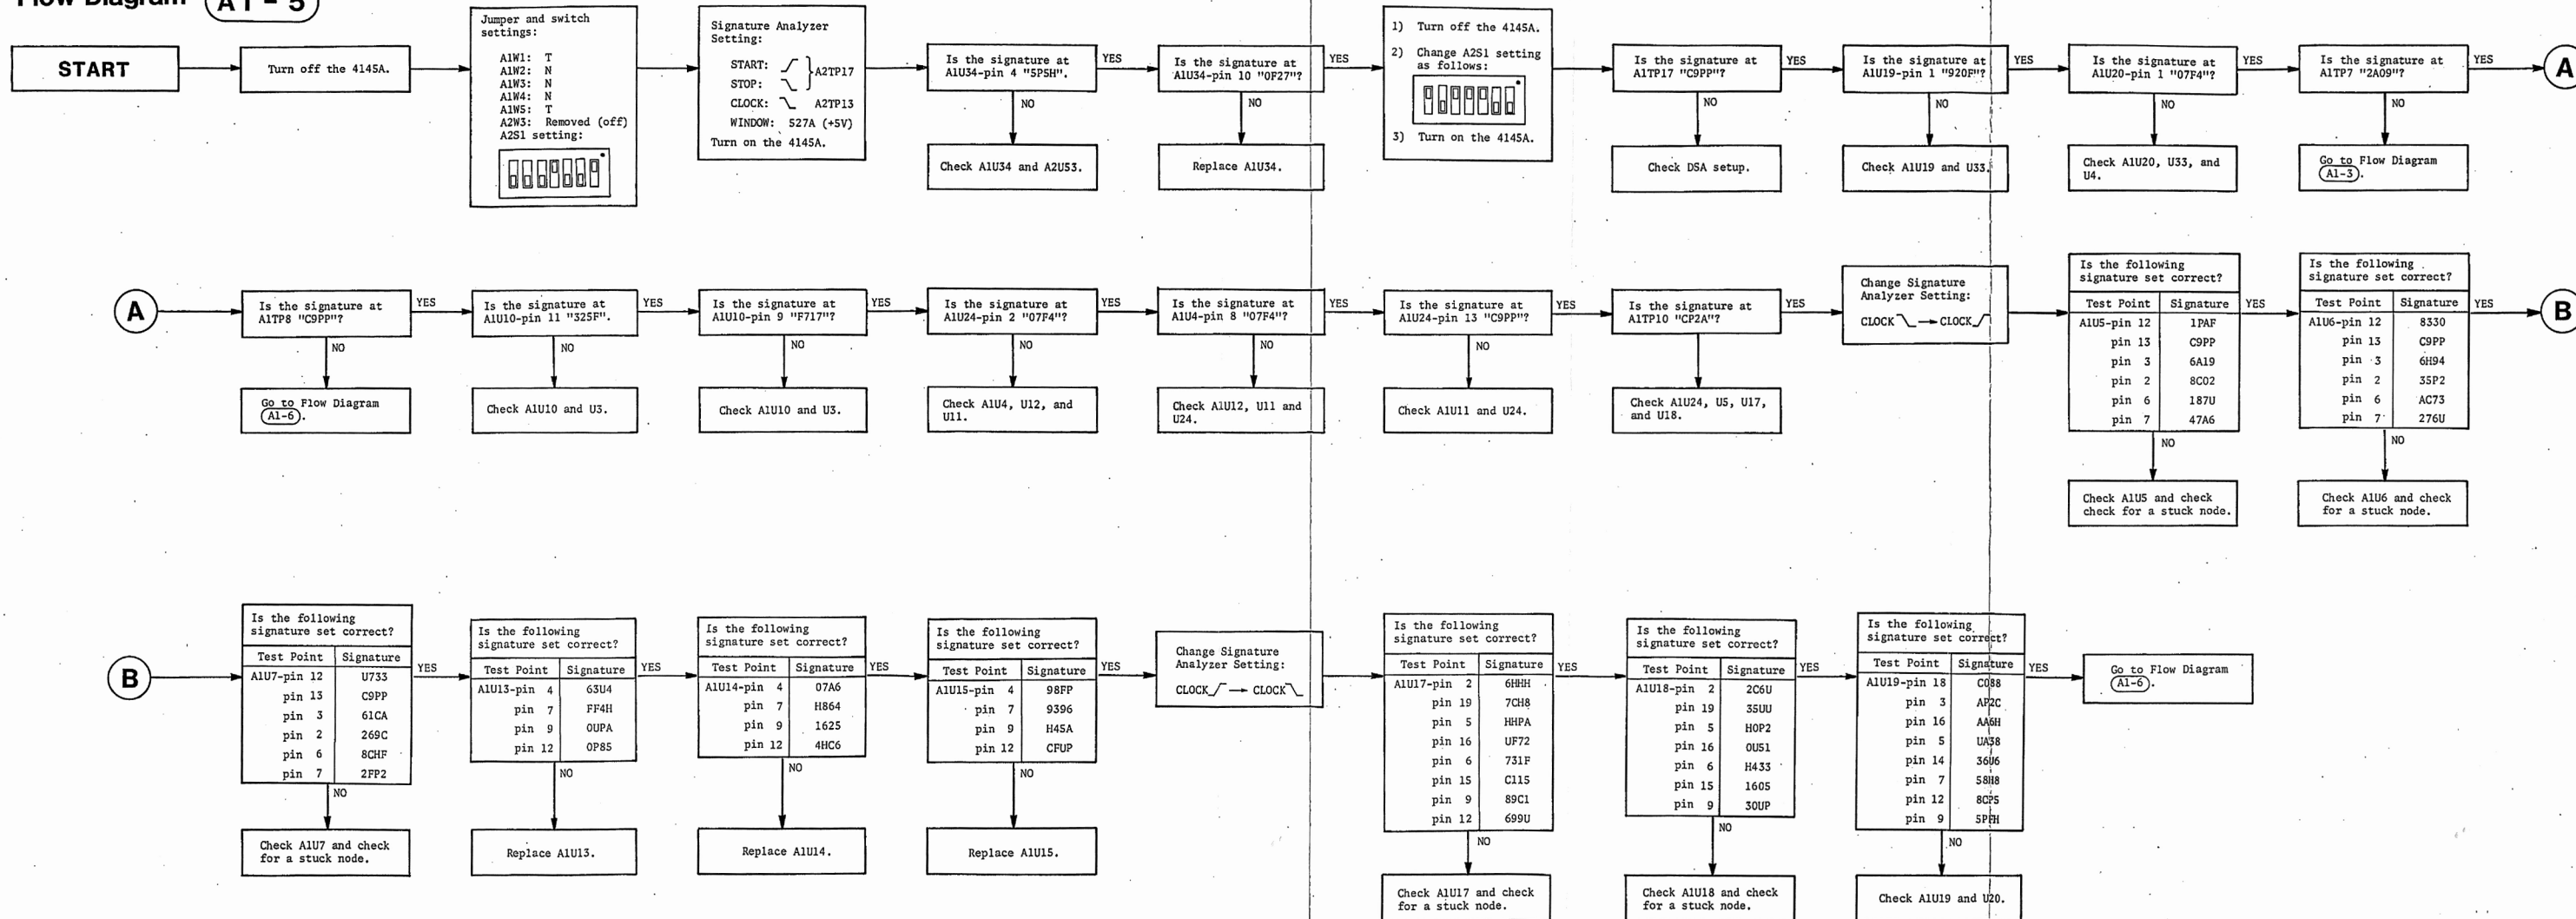 Flow Diagram A1 - 5
START
Turn off the 4145A.
Jumper and switch
settings:
A1W1: T
A1W2: N
A1W3: N
A1W4: N
A1W5: T
A2W3: Removed (off)
A2S1 setting:
Signature Analyzer
Setting:
START:
STOP:
A2TP17
CLOCK: A2TP13
WINDOW: 527A (+5V)
Turn on the 4145A.
Is the signature at
A1U34-pin 4 "5P5H".
YES
NO
Check A1U34 and A2U53.
Is the signature at
A1U34-pin 10 "0F27"?
YES
NO
Replace A1U34.
1) Turn off the 4145A.
2) Change A2S1 setting
as follows:
3) Turn on the 4145A.
Is the signature at
A1TP17 "C9PP"?
YES
NO
Check DSA setup.
Is the signature at
A1U19-pin 1 "920F"?
YES
NO
Check A1U19 and U33.
Is the signature at
A1U20-pin 1 "07F4"?
YES
NO
Check A1U20, U33, and
U4.
Is the signature at
A1TP7 "2A09"?
YES
NO
Go to Flow Diagram
A1-3.
A
A
Is the signature at
A1TP8 "C9PP"?
YES
NO
Go to Flow Diagram
A1-6.
Is the signature at
A1U10-pin 11 "325F".
YES
NO
Check A1U10 and U3.
Is the signature at
A1U10-pin 9 "F717"?
YES
NO
Check A1U10 and U3.
Is the signature at
A1U24-pin 2 "07F4"?
YES
NO
Check A1U4, U12, and
U11.
Is the signature at
A1U4-pin 8 "07F4"?
YES
NO
Check A1U12, U11 and
U24.
Is the signature at
A1U24-pin 13 "C9PP"?
YES
NO
Check A1U11 and U24.
Is the signature at
A1TP10 "CP2A"?
YES
NO
Check A1U24, U5, U17,
and U18.
Change Signature
Analyzer Setting:
CLOCK → CLOCK
Is the following
signature set correct?
Test Point Signature
A1U5-pin 12 1PAF
pin 13 C9PP
pin 3 6A19
pin 2 8C02
pin 6 187U
pin 7 47A6
YES
NO
Check A1U5 and check
check for a stuck node.
Is the following
signature set correct?
Test Point Signature
A1U6-pin 12 8330
pin 13 C9PP
pin 3 6H94
pin 2 35P2
pin 6 AC73
pin 7 276U
YES
NO
Check A1U6 and check
for a stuck node.
B
B
Is the following
signature set correct?
Test Point Signature
A1U7-pin 12 U733
pin 13 C9PP
pin 3 61CA
pin 2 269C
pin 6 8CHF
pin 7 2FP2
YES
NO
Check A1U7 and check
for a stuck node.
Is the following
signature set correct?
Test Point Signature
A1U13-pin 4 63U4
pin 7 FF4H
pin 9 0UPA
pin 12 0P85
YES
NO
Replace A1U13.
Is the following
signature set correct?
Test Point Signature
A1U14-pin 4 07A6
pin 7 H864
pin 9 1625
pin 12 4HC6
YES
NO
Replace A1U14.
Is the following
signature set correct?
Test Point Signature
A1U15-pin 4 98FP
pin 7 9396
pin 9 H45A
pin 12 CFUP
YES
NO
Replace A1U15.
Change Signature
Analyzer Setting:
CLOCK → CLOCK
Is the following
signature set correct?
Test Point Signature
A1U17-pin 2 6HHH
pin 19 7CH8
pin 5 HHPA
pin 16 UF72
pin 6 731F
pin 15 C115
pin 9 89C1
pin 12 699U
YES
NO
Check A1U17 and check
for a stuck node.
Is the following
signature set correct?
Test Point Signature
A1U18-pin 2 2C6U
pin 19 35UU
pin 5 H0P2
pin 16 0U51
pin 6 H433
pin 15 1605
pin 9 30UP
YES
NO
Check A1U18 and check
for a stuck node.
Is the following
signature set correct?
Test Point Signature
A1U19-pin 18 C088
pin 3 AP2C
pin 16 AA6H
pin 5 UA38
pin 14 36U6
pin 7 58H8
pin 12 8CP5
pin 9
YES
NO
Check A1U19 and U20.
Go to Flow Diagram
A1-6.